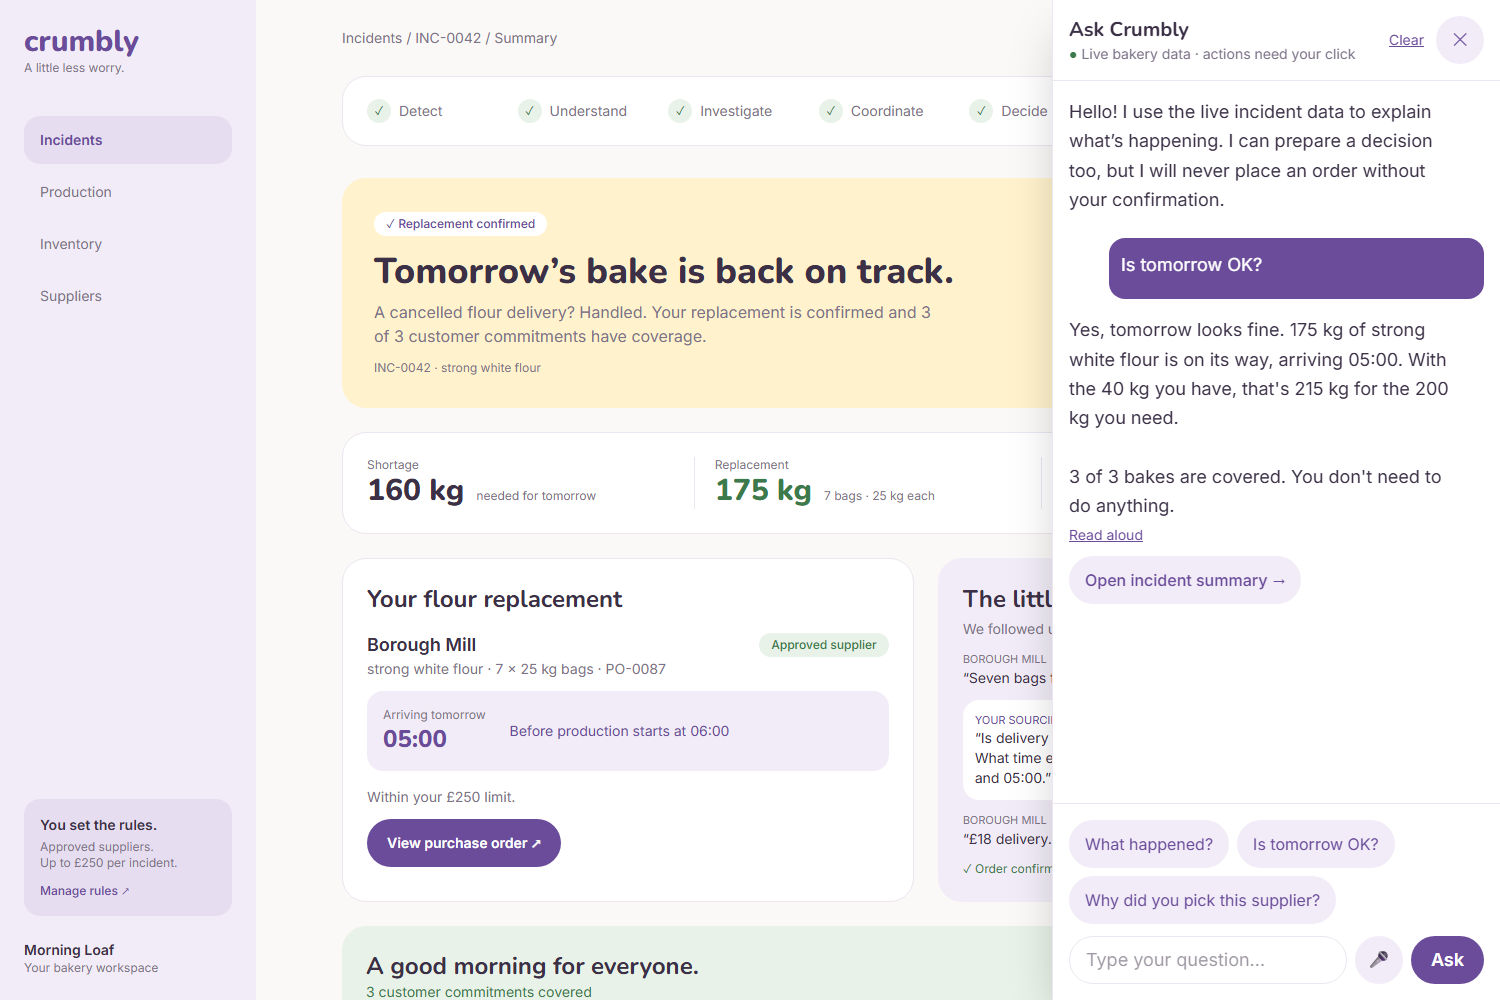 crumbly
A little less worry.
Incidents
Production
Inventory
Suppliers
You set the rules.
Approved suppliers.
Up to £250 per incident.
Manage rules ↗
Morning Loaf
Your bakery workspace
Incidents / INC-0042 / Summary
✓ Detect
✓ Understand
✓ Investigate
✓ Coordinate
✓ Decide
✓ Replacement confirmed
Tomorrow’s bake is back on track.
A cancelled flour delivery? Handled. Your replacement is confirmed and 3
of 3 customer commitments have coverage.
INC-0042 · strong white flour
Shortage
160 kg needed for tomorrow
Replacement
175 kg 7 bags · 25 kg each
Your flour replacement
Borough Mill
Approved supplier
strong white flour · 7 × 25 kg bags · PO-0087
Arriving tomorrow
05:00
Before production starts at 06:00
Within your £250 limit.
View purchase order ↗
The littl
We followed
BOROUGH MILL
“Seven bags
YOUR SOURCI
“Is delivery
What time
and 05:00.”
BOROUGH MILL
“£18 delivery.
✓ Order confirm
A good morning for everyone.
3 customer commitments covered
Ask Crumbly
● Live bakery data · actions need your click
Clear
Hello! I use the live incident data to explain
what’s happening. I can prepare a decision
too, but I will never place an order without
your confirmation.
Is tomorrow OK?
Yes, tomorrow looks fine. 175 kg of strong
white flour is on its way, arriving 05:00. With
the 40 kg you have, that's 215 kg for the 200
kg you need.
3 of 3 bakes are covered. You don't need to
do anything.
Read aloud
Open incident summary →
What happened?
Is tomorrow OK?
Why did you pick this supplier?
Type your question...
Ask